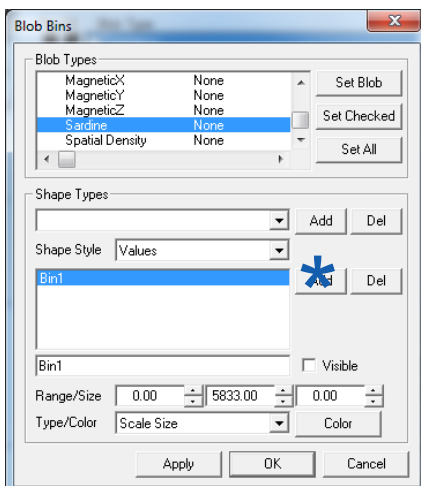 Blob Bins
Blob Types
MagneticX None
MagneticY None
MagneticZ None
Sardine None
Spatial Density None
Set Blob
Set Checked
Set All
Shape Types
Add Del
Shape Style Values
Bin1
Add Del
Bin1
Visible
Range/Size 0.00 5833.00 0.00
Type/Color Scale Size Color
Apply OK Cancel